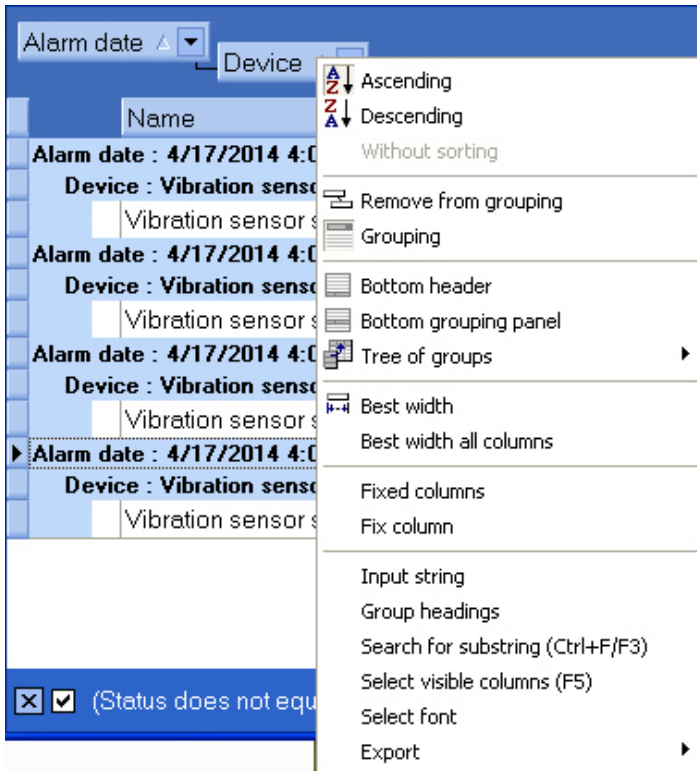 Alarm date
Device
Name
Alarm date : 4/17/2014 4:0
Device : Vibration senso
Vibration sensor s
Alarm date : 4/17/2014 4:0
Device : Vibration senso
Vibration sensor s
Alarm date : 4/17/2014 4:0
Device : Vibration senso
Vibration sensor s
Alarm date : 4/17/2014 4:0
Device : Vibration senso
Vibration sensor s
(Status does not equ
Ascending
Descending
Without sorting
Remove from grouping
Grouping
Bottom header
Bottom grouping panel
Tree of groups
Best width
Best width all columns
Fixed columns
Fix column
Input string
Group headings
Search for substring (Ctrl+F/F3)
Select visible columns (F5)
Select font
Export